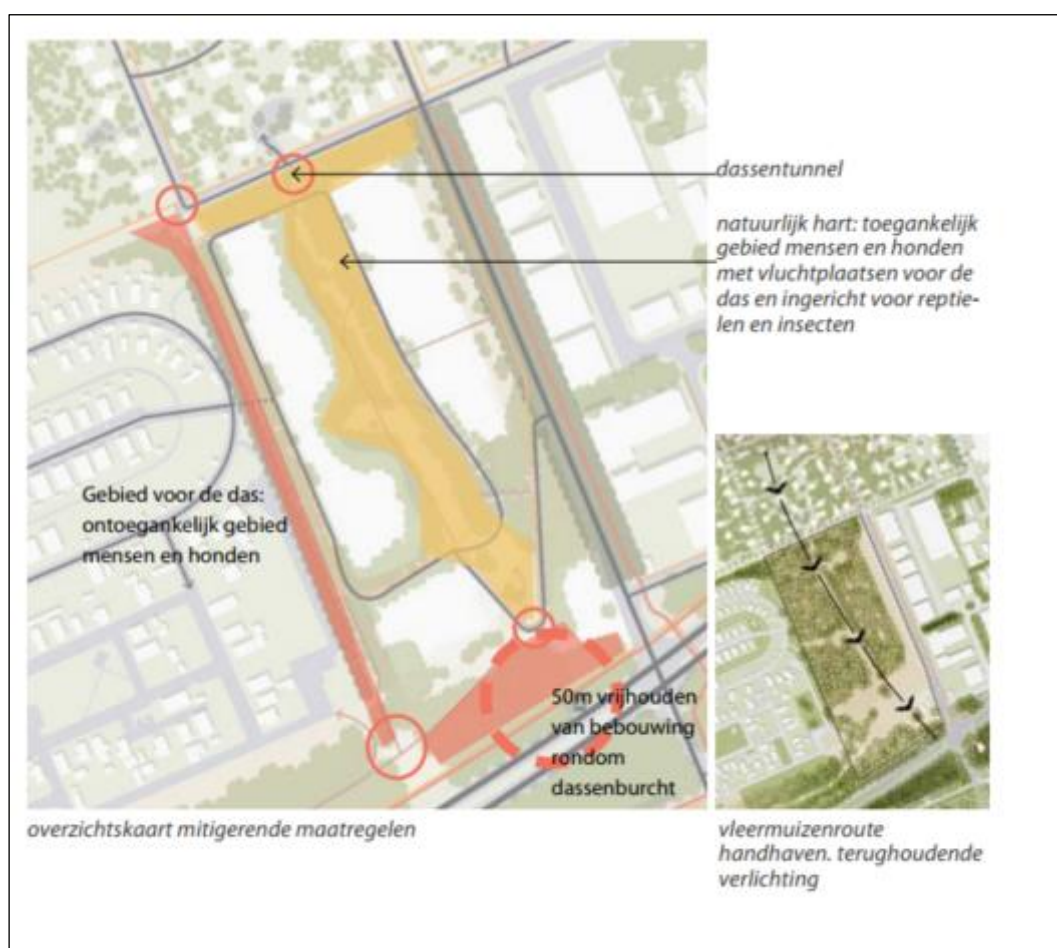 dassentunnel
natuurlijk hart: toegankelijk
gebied mensen en honden
met vluchtplaatsen voor de
das en ingericht voor reptie-
len en insecten
Gebied voor de das:
ontoegankelijk gebied
mensen en honden
50m vrijhouden
van bebouwing
rondom
dassenburcht
overzichtskaart mitigerende maatregelen
vleermuizenroute
handhaven. terughoudende
verlichting